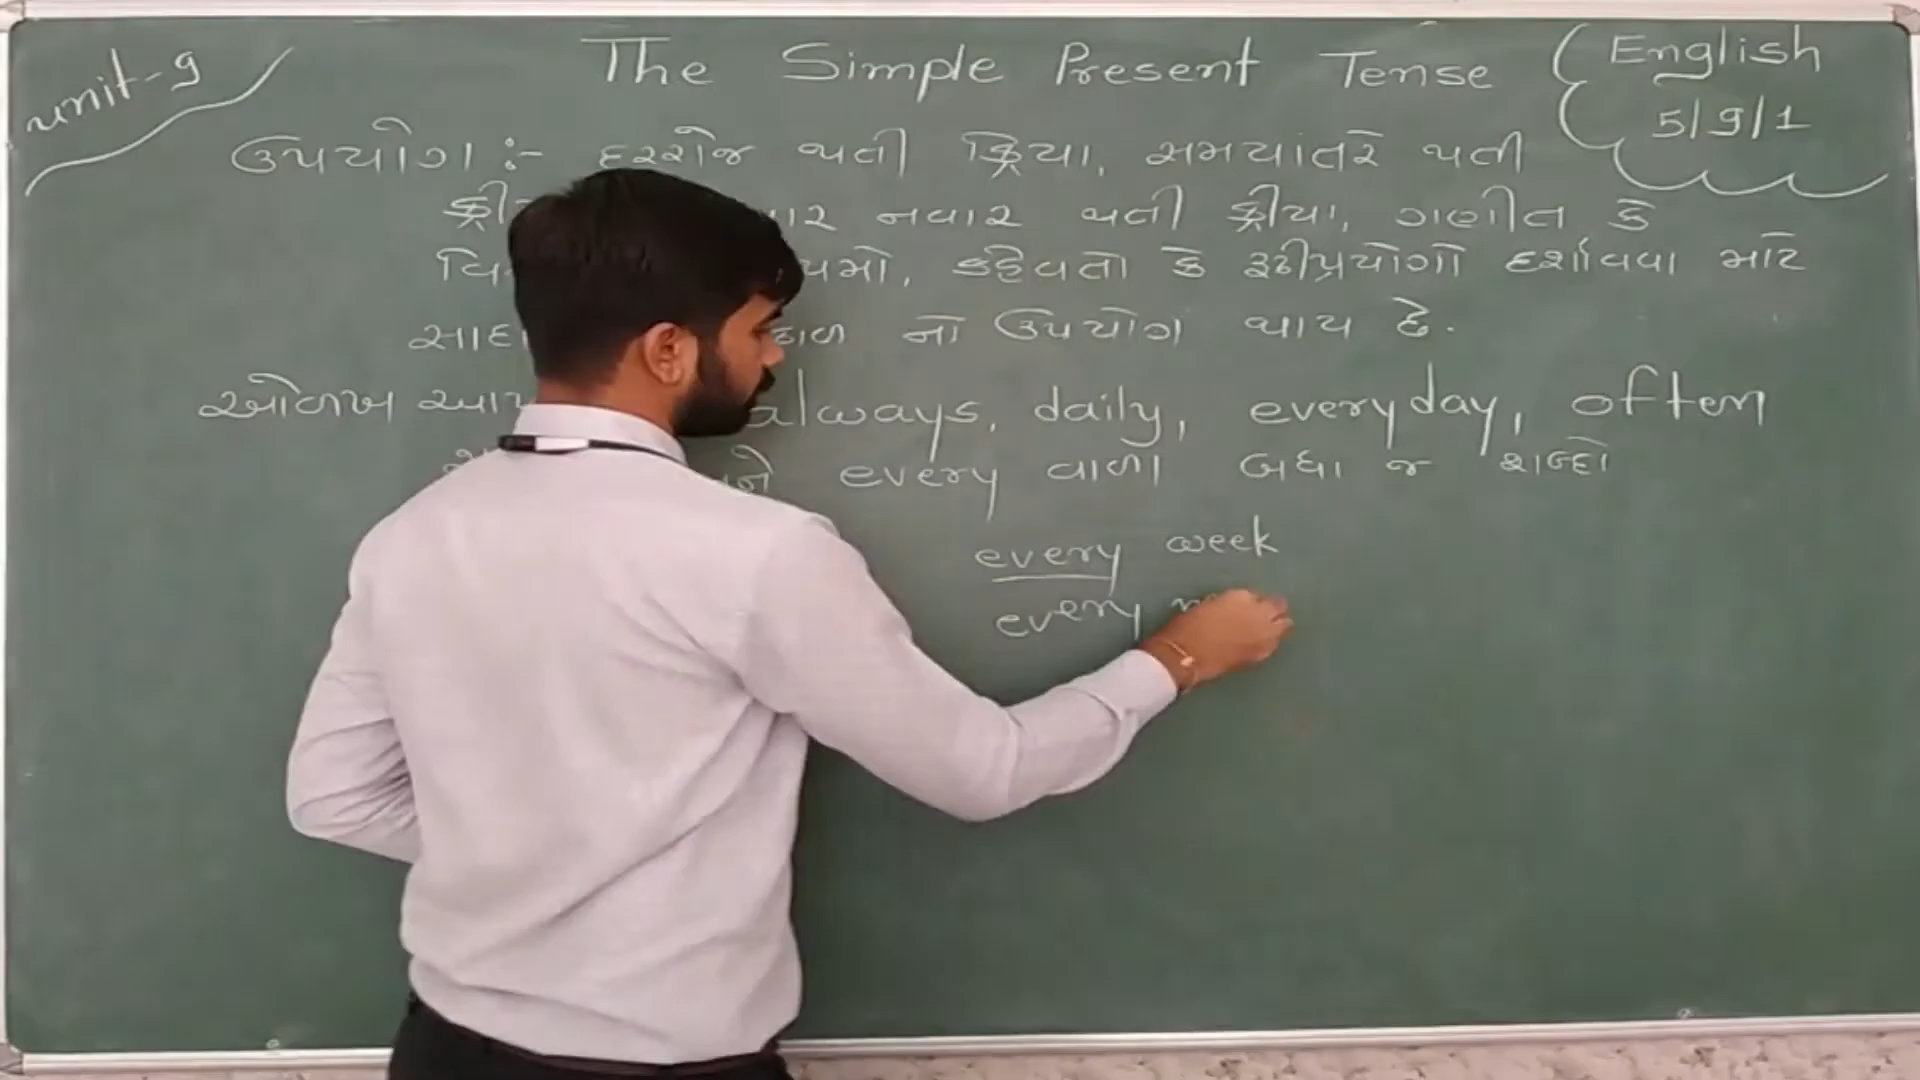 unit-9
The Simple Present Tense
English
5/9/1
ઉપયોગ :- દરરોજ થતી ક્રિયા, સમયાંતરે થતી
નવાર થતી ક્રીયા, ગણીત કે
કહેવતો કે રૂઢીપ્રયોગો દર્શાવવા માટે
નો ઉપયોગ થાય છે.
ઓળખ always, daily, everyday, often
every વાળા બધા જ શબ્દો
every week
every